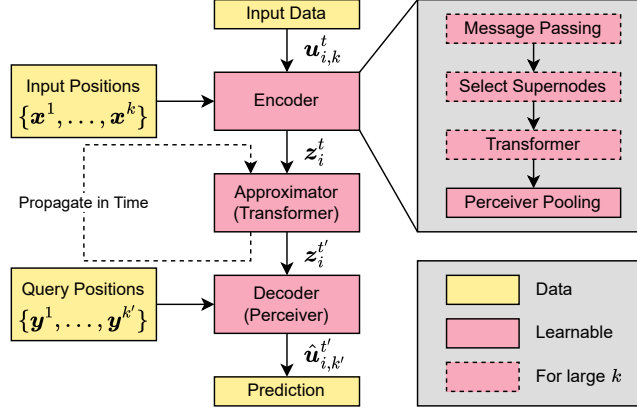 Input Data
u^t_{i,k}
Input Positions
{x^1, ..., x^k}
Encoder
z^t_i
Propagate in Time
Approximator
(Transformer)
z^{t'}_i
Query Positions
{y^1, ..., y^{k'}}
Decoder
(Perceiver)
û^{t'}_{i,k'}
Prediction
Message Passing
Select Supernodes
Transformer
Perceiver Pooling
Data
Learnable
For large k